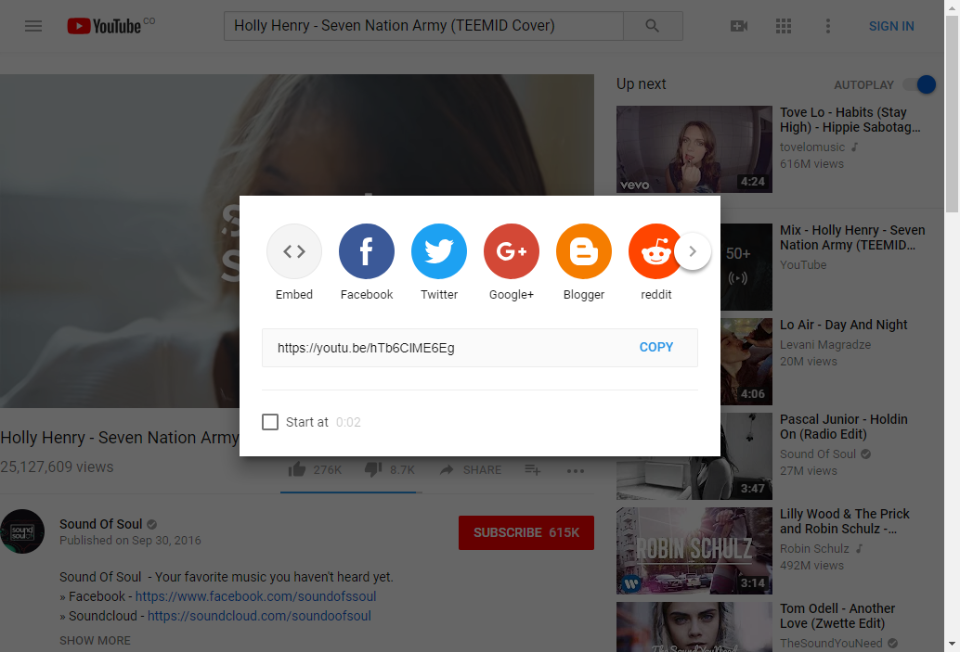 YouTube CO
Holly Henry - Seven Nation Army (TEEMID Cover)
SIGN IN
Up next
AUTOPLAY
Tove Lo - Habits (Stay
High) - Hippie Sabotag...
tovelomusic
616M views
vevo
4:24
Mix - Holly Henry - Seven
Nation Army (TEEMID...
YouTube
50+
Lo Air - Day And Night
Levani Magradze
20M views
4:06
Pascal Junior - Holdin
On (Radio Edit)
Sound Of Soul
27M views
3:47
Lilly Wood & The Prick
and Robin Schulz -...
Robin Schulz
492M views
ROBIN SCHULZ
3:14
Tom Odell - Another
Love (Zwette Edit)
TheSoundYouNeed
Embed
Facebook
Twitter
Google+
Blogger
reddit
https://youtu.be/hTb6CIME6Eg
COPY
Start at 0:02
Holly Henry - Seven Nation Army
25,127,609 views
276K
8.7K
SHARE
Sound Of Soul
Published on Sep 30, 2016
SUBSCRIBE 615K
Sound Of Soul - Your favorite music you haven't heard yet.
» Facebook - https://www.facebook.com/soundofssoul
» Soundcloud - https://soundcloud.com/soundoofsoul
SHOW MORE